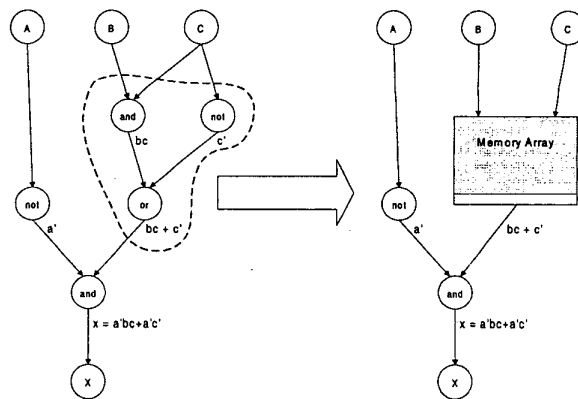 A B C A B C
and not
bc c'
Memory Array
not or not
a' bc + c' a' bc + c'
and and
x = a'bc+a'c' x = a'bc+a'c'
X X